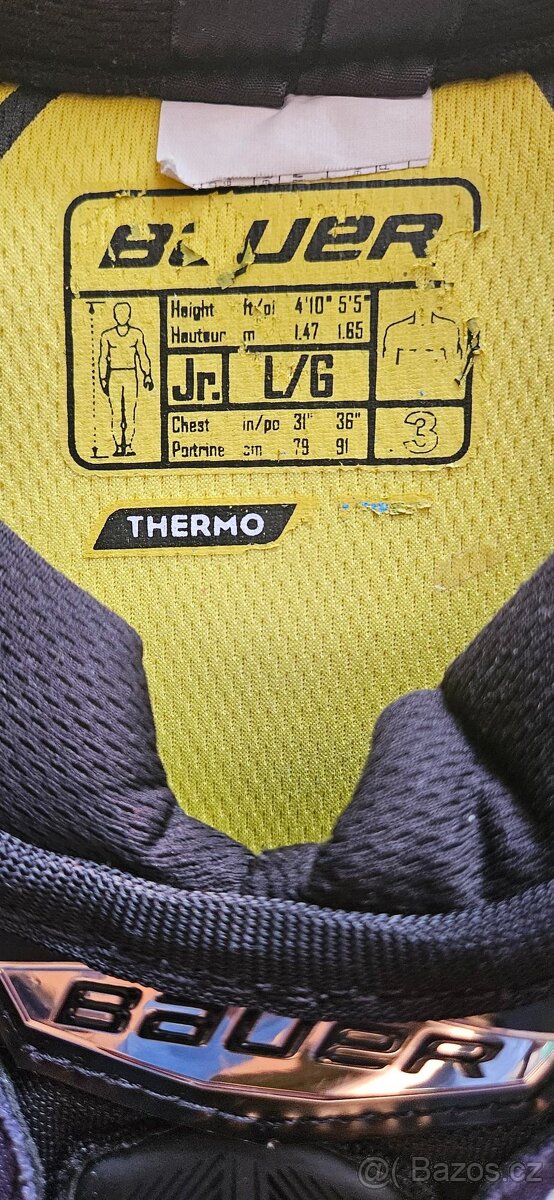 BAUER
Height ft/pi 4'10" 5'5"
Hauteur m 1.47 1.65
Jr. L/G
Chest in/po 31" 36"
Poitrine cm 79 91
3
THERMO
BAUER
@ Bazos.cz